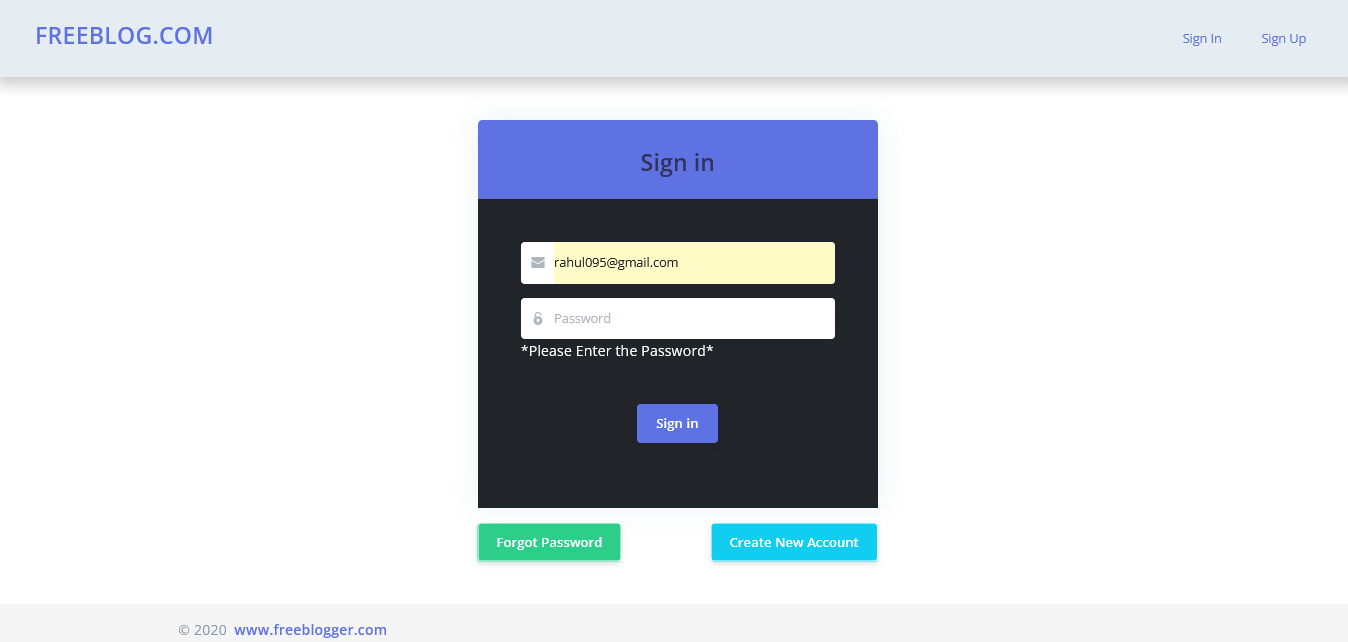 FREEBLOG.COM
Sign In
Sign Up
Sign in
rahul095@gmail.com
Password
*Please Enter the Password*
Sign in
Forgot Password
Create New Account
© 2020 www.freeblogger.com